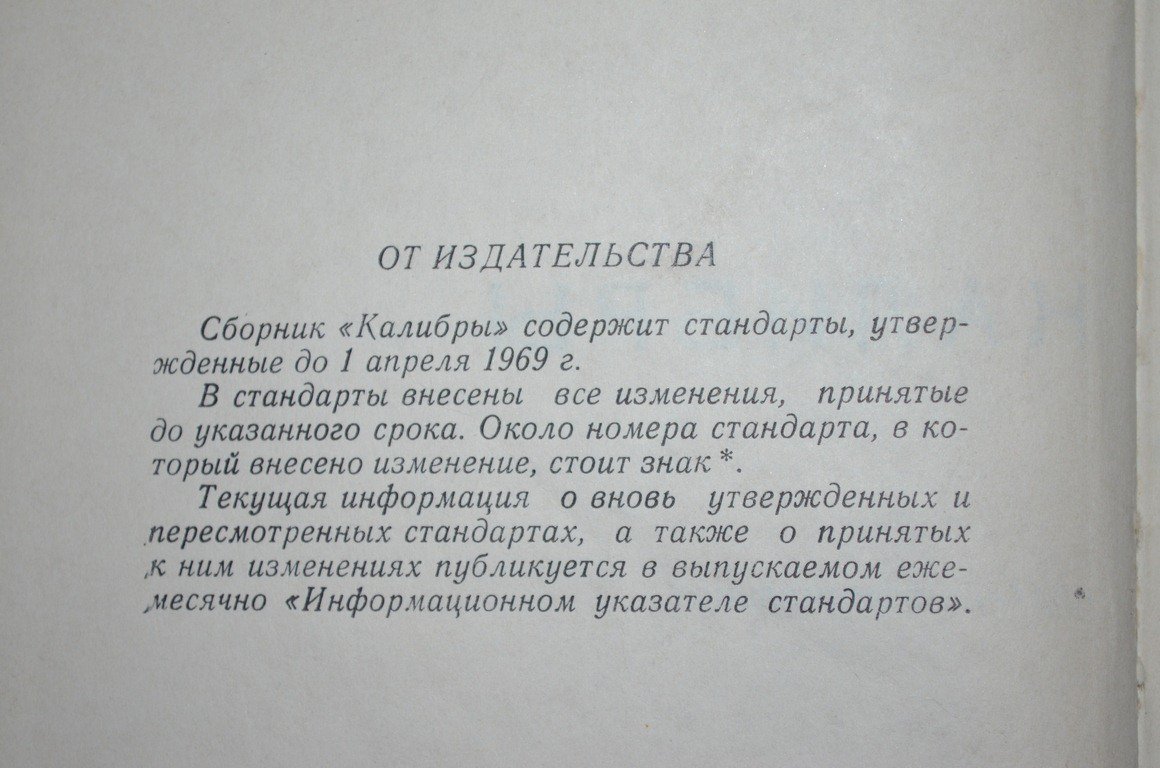 ОТ ИЗДАТЕЛЬСТВА
Сборник «Калибры» содержит стандарты, утвер-
жденные до 1 апреля 1969 г.
В стандарты внесены все изменения, принятые
до указанного срока. Около номера стандарта, в ко-
торый внесено изменение, стоит знак *.
Текущая информация о вновь утвержденных и
пересмотренных стандартах, а также о принятых
к ним изменениях публикуется в выпускаемом еже-
месячно «Информационном указателе стандартов».